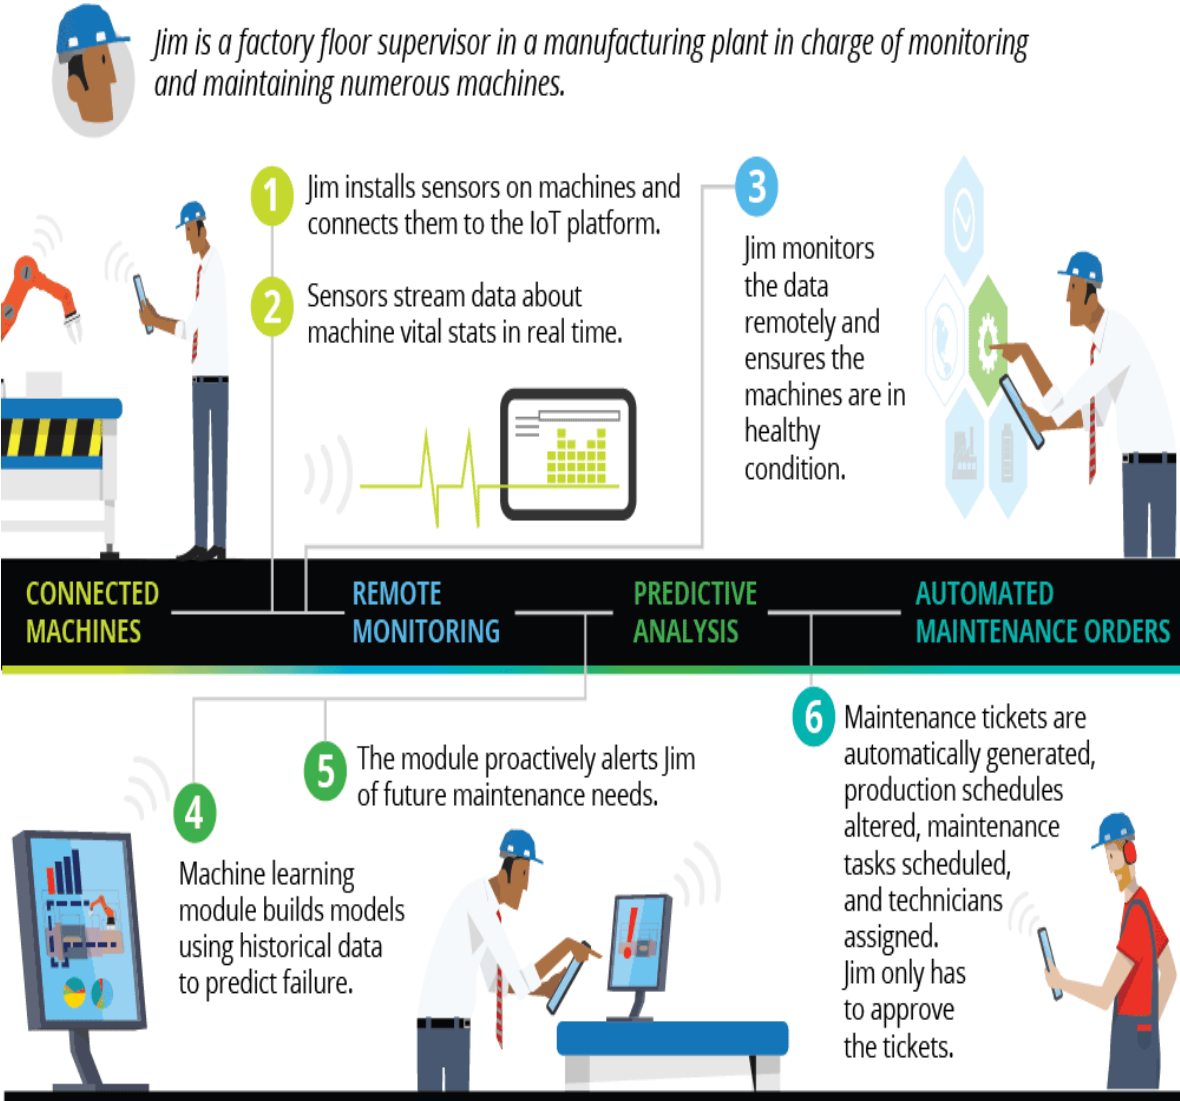 Jim is a factory floor supervisor in a manufacturing plant in charge of monitoring
and maintaining numerous machines.
1
Jim installs sensors on machines and
connects them to the IoT platform.
2
Sensors stream data about
machine vital stats in real time.
3
Jim monitors
the data
remotely and
ensures the
machines are in
healthy
condition.
CONNECTED
MACHINES
REMOTE
MONITORING
PREDICTIVE
ANALYSIS
AUTOMATED
MAINTENANCE ORDERS
4
Machine learning
module builds models
using historical data
to predict failure.
5
The module proactively alerts Jim
of future maintenance needs.
6
Maintenance tickets are
automatically generated,
production schedules
altered, maintenance
tasks scheduled,
and technicians
assigned.
Jim only has
to approve
the tickets.
!